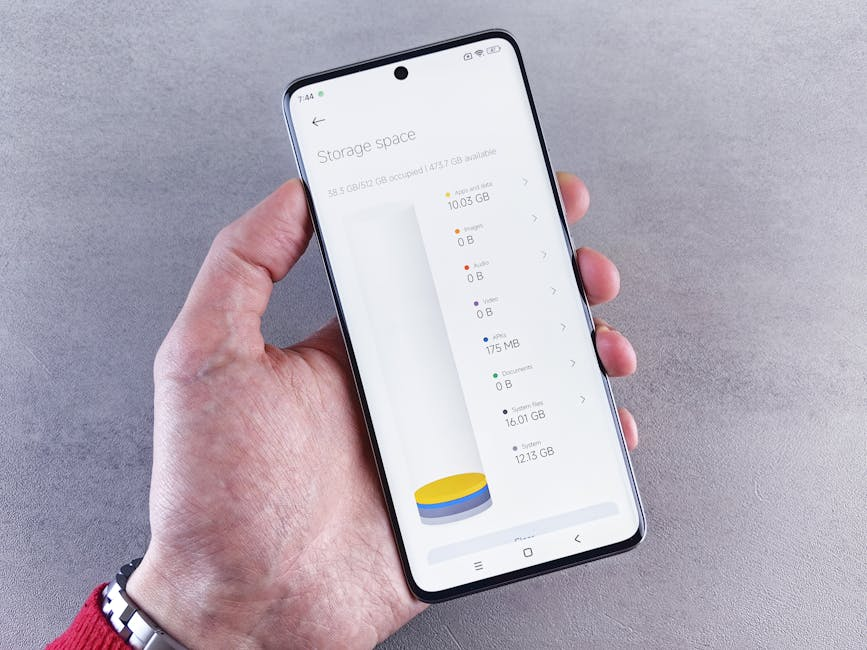 7:44
Storage space
38.3 GB/512 GB occupied | 473.7 GB available
Apps and data
10.03 GB
Images
0 B
Audio
0 B
Video
0 B
APKs
175 MB
Documents
0 B
System files
16.01 GB
System
12.13 GB